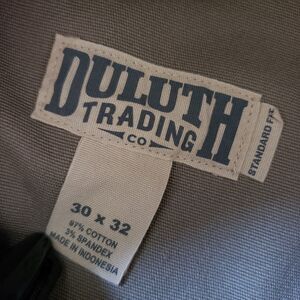 DULUTH
TRADING
CO
STANDARD FIT
30 x 32
97% COTTON
3% SPANDEX
MADE IN INDONESIA